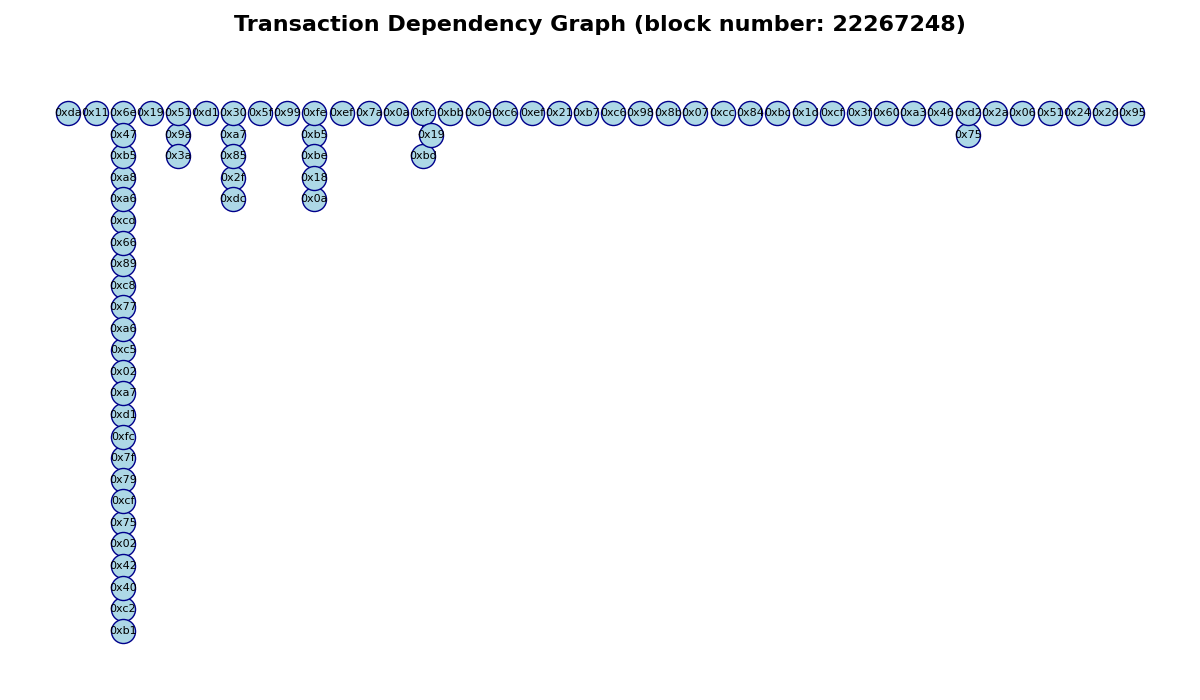 Transaction Dependency Graph (block number: 22267248)
0xda 0x11 0x6e 0x19 0x51 0xd1 0x30 0x5f 0x99 0xfe 0xef 0x7a 0x0a 0xfc 0xbb 0x0e 0xc6 0xef 0x21 0xb7 0xc6 0x98 0x8b 0x07 0xcc 0x84 0xbc 0x1d 0xcf 0x3f 0x60 0xa3 0x46 0xd2 0x2a 0x06 0x51 0x24 0x2c 0x95
0x47 0x9a 0xa7 0xb5 0x19 0x75
0xb5 0x3a 0x85 0xbe 0xbd
0xa8 0x2f 0x18
0xa6 0xdc 0x0a
0xcd
0x66
0x89
0xc8
0x77
0xa6
0xc5
0x02
0xa7
0xd1
0xfc
0x7f
0x79
0xcf
0x75
0x02
0x42
0x40
0xc2
0xb1